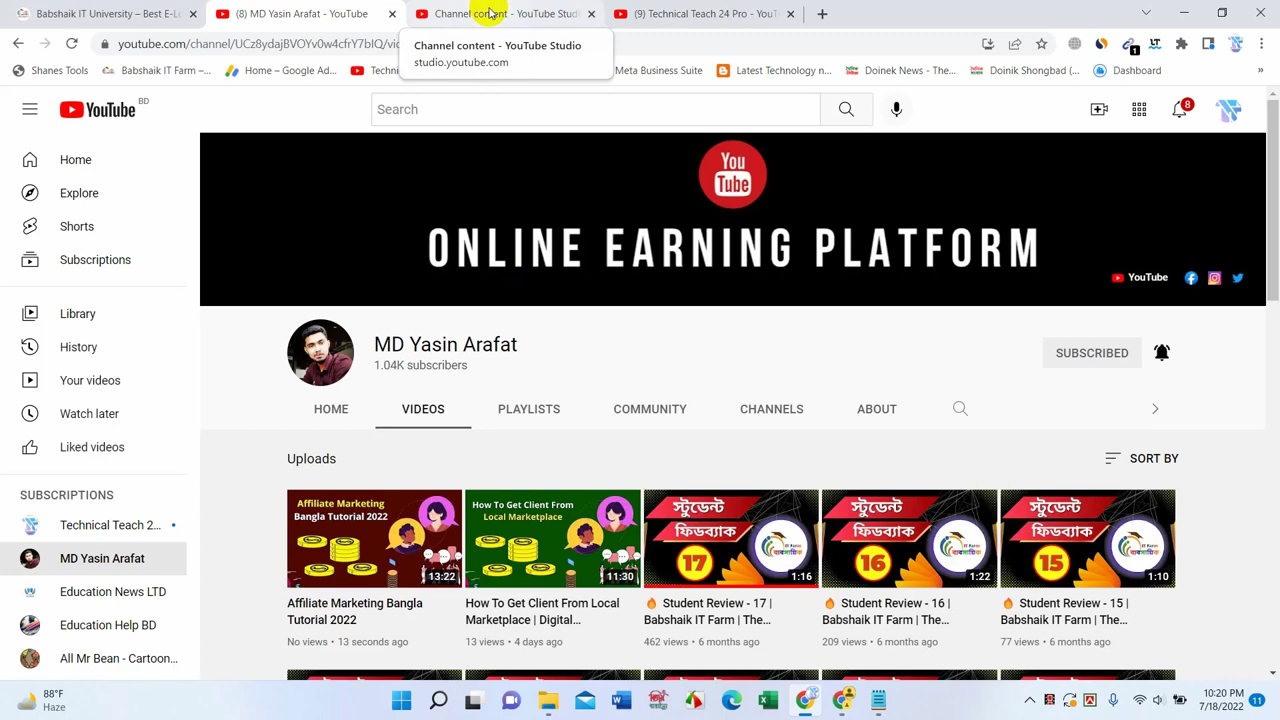 Babshaik IT Farm – Best E-Le
(8) MD Yasin Arafat - YouTube
Channel content - YouTube Studi
(9) Technical Teach 24 Pro - YouT
youtube.com/channel/UCz8ydajBVOYv0w4cfrY7lsIQ/vid
Channel content - YouTube Studio
studio.youtube.com
Shanes Tools
Babshaik IT Farm –...
Home – Google Ad...
Meta Business Suite
Latest Technology n...
Doinek News - The...
Doinik Shongbad (...
Dashboard
YouTube BD
Search
8
Home
Explore
Shorts
Subscriptions
Library
History
Your videos
Watch later
Liked videos
SUBSCRIPTIONS
Technical Teach 2...
MD Yasin Arafat
Education News LTD
Education Help BD
All Mr Bean - Cartoon...
You
Tube
ONLINE EARNING PLATFORM
YouTube
MD Yasin Arafat
1.04K subscribers
SUBSCRIBED
HOME VIDEOS PLAYLISTS COMMUNITY CHANNELS ABOUT
Uploads
SORT BY
Affiliate Marketing
Bangla Tutorial 2022
13:22
How To Get Client From
Local Marketplace
11:30
স্টুডেন্ট
ফিডব্যাক
17
1:16
স্টুডেন্ট
ফিডব্যাক
16
1:22
স্টুডেন্ট
ফিডব্যাক
15
1:10
Affiliate Marketing Bangla
Tutorial 2022
No views • 13 seconds ago
How To Get Client From Local
Marketplace | Digital...
13 views • 4 days ago
🔥 Student Review - 17 |
Babshaik IT Farm | The...
462 views • 6 months ago
🔥 Student Review - 16 |
Babshaik IT Farm | The...
209 views • 6 months ago
🔥 Student Review - 15 |
Babshaik IT Farm | The...
77 views • 6 months ago
88°F
Haze
10:20 PM
7/18/2022
11